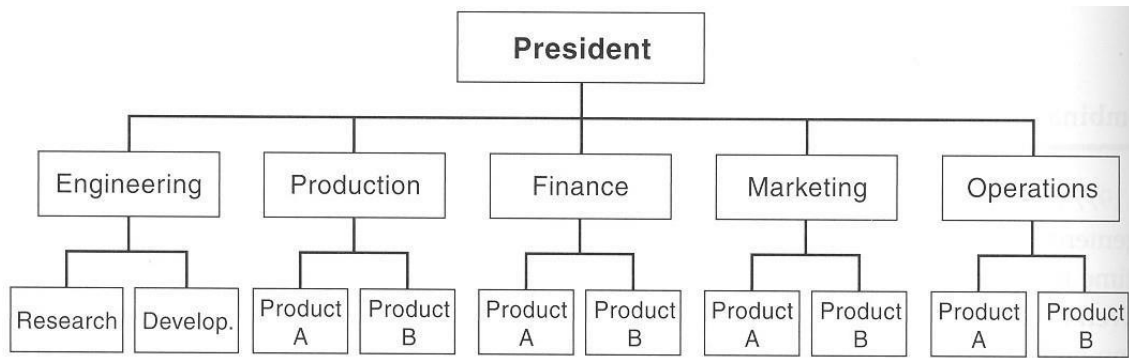 President
Engineering
Production
Finance
Marketing
Operations
Research
Develop.
Product
A
Product
B
Product
A
Product
B
Product
A
Product
B
Product
A
Product
B